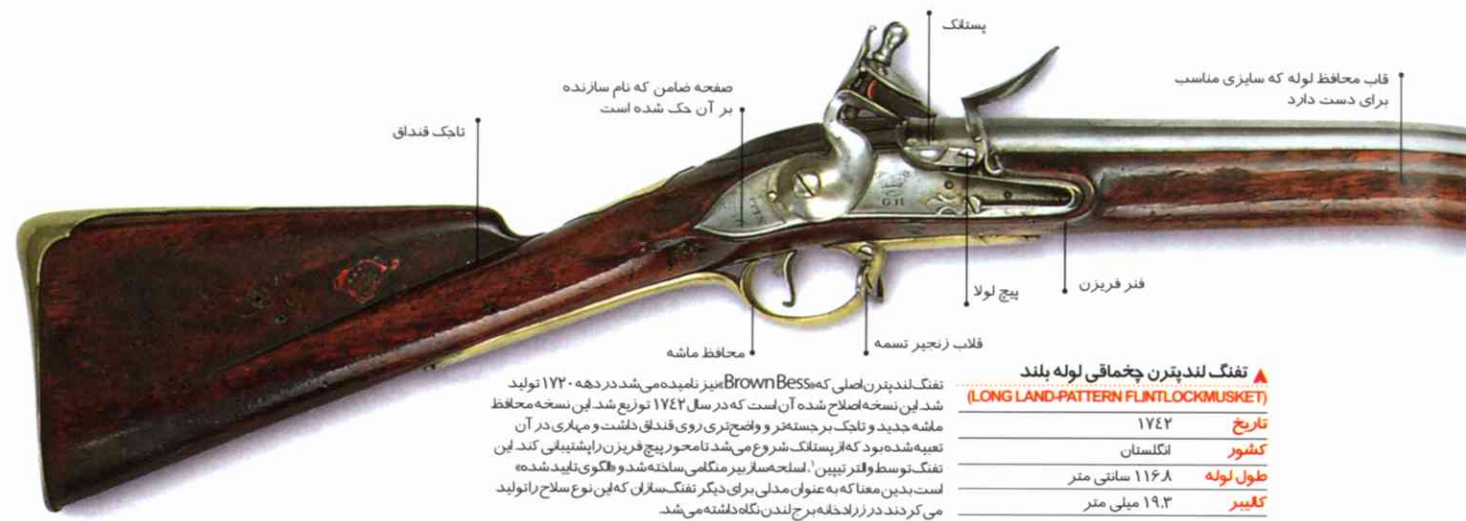 پستانک
صفحه ضامن که نام سازنده
بر آن حک شده است
تاجک قنداق
قاب محافظ لوله که سایزی مناسب
برای دست دارد
فنر فریزن
پیچ لولا
قلاب زنجیر تسمه
محافظ ماشه
تفنگ لند پترن چخماقی لوله بلند
(LONG LAND-PATTERN FLINTLOCKMUSKET)
تاریخ ۱۷٤۲
کشور انگلستان
طول لوله ۱۱۶.۸ سانتی متر
کالیبر ۱۹.۳ میلی متر
تفنگ لند پترن اصلی که «Brown Bess» نیز نامیده می‌شد در دهه ۱۷۲۰ تولید
شد. این نسخه اصلاح شده آن است که در سال ۱۷٤۲ توزیع شد. این نسخه محافظ
ماشه جدید و تاجک برجسته‌تر و واضح‌تری روی قنداق داشت و مهاری در آن
تعبیه شده بود که از پستانک شروع می‌شد تا محور پیچ فریزن را پشتیبانی کند. این
تفنگ توسط والتر تیپین۱، اسلحه‌ساز بیرمنگامی ساخته شد و «الگوی تایید شده»
است بدین معنا که به عنوان مدلی برای دیگر تفنگ‌سازان که این نوع سلاح را تولید
می‌کردند در زرادخانه برج لندن نگاه داشته می‌شد.